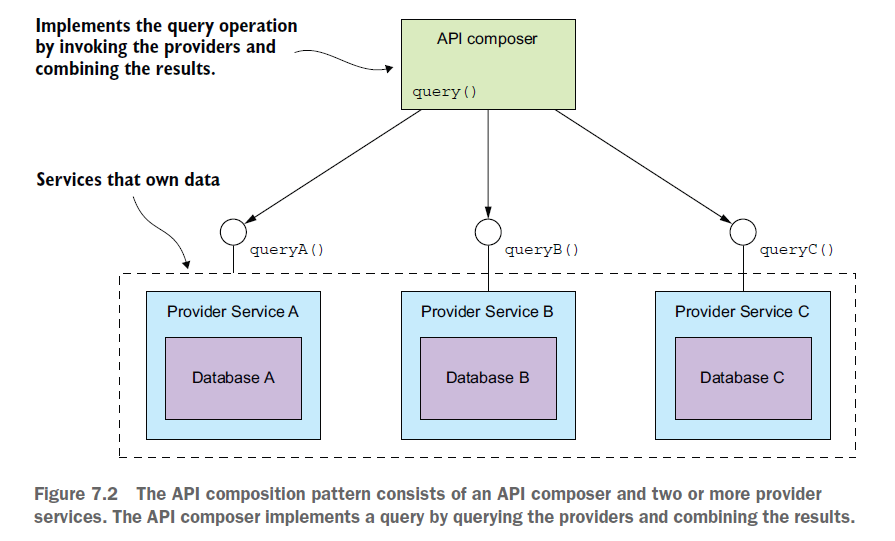 Implements the query operation
by invoking the providers and
combining the results.
API composer
query()
Services that own data
queryA()
queryB()
queryC()
Provider Service A
Provider Service B
Provider Service C
Database A
Database B
Database C
Figure 7.2 The API composition pattern consists of an API composer and two or more provider
services. The API composer implements a query by querying the providers and combining the results.